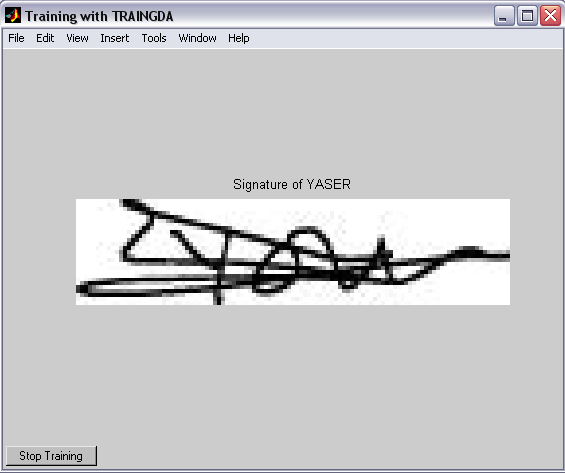 Training with TRAINGDA
File Edit View Insert Tools Window Help
Signature of YASER
Stop Training